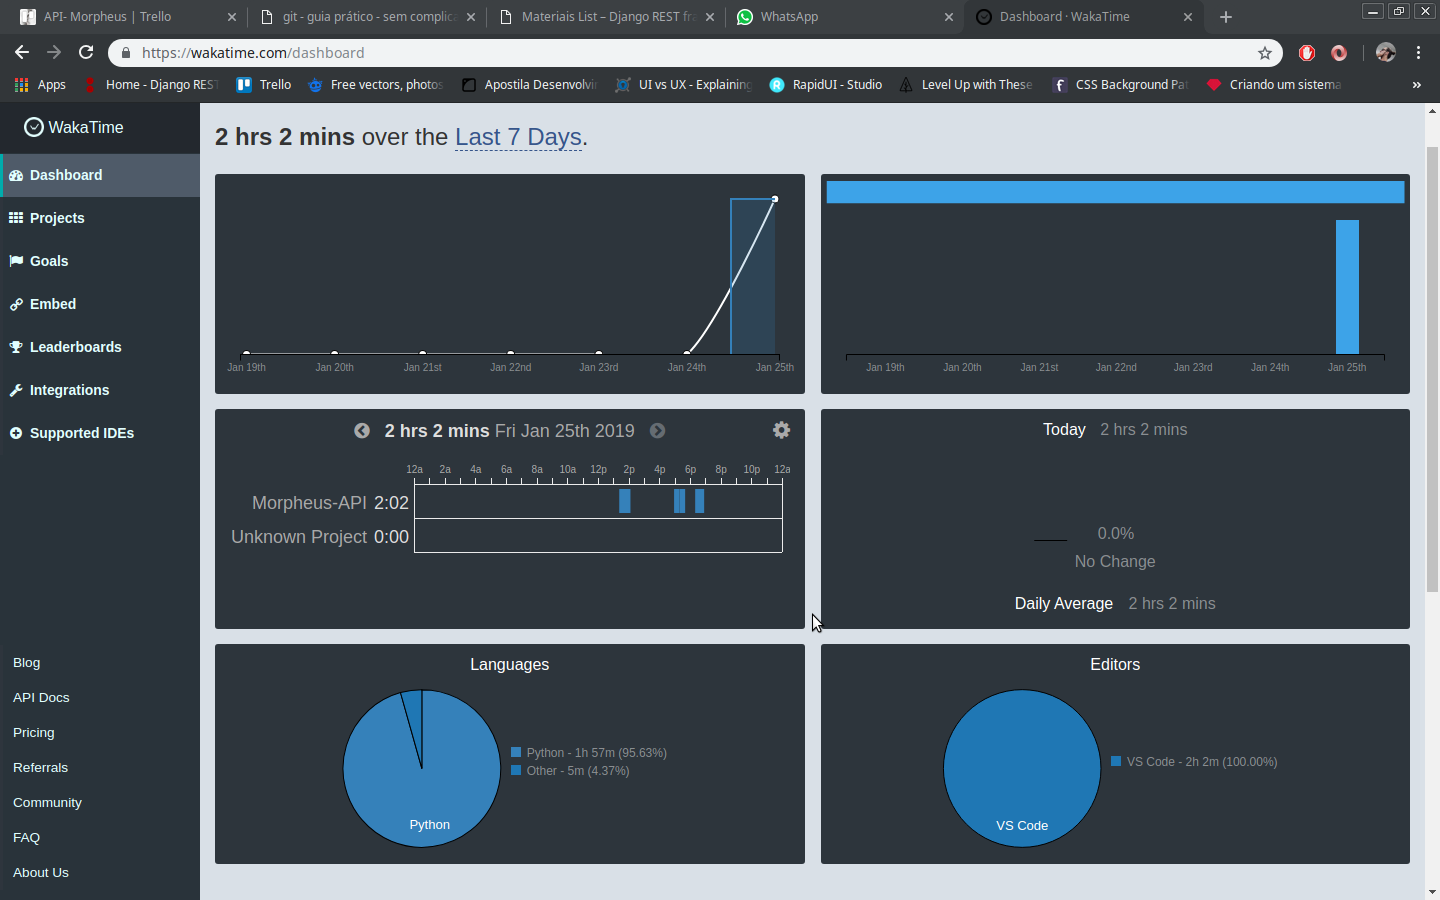 API- Morpheus | Trello
git - guia prático - sem complic
Materiais List – Django REST fr
WhatsApp
Dashboard · WakaTime
https://wakatime.com/dashboard
Apps
Home - Django REST
Trello
Free vectors, photos
Apostila Desenvolvi
UI vs UX - Explaining
RapidUI - Studio
Level Up with These
CSS Background Pat
Criando um sistema
»
WakaTime
Dashboard
Projects
Goals
Embed
Leaderboards
Integrations
Supported IDEs
Blog
API Docs
Pricing
Referrals
Community
FAQ
About Us
2 hrs 2 mins over the Last 7 Days.
Jan 19th Jan 20th Jan 21st Jan 22nd Jan 23rd Jan 24th Jan 25th
Jan 19th Jan 20th Jan 21st Jan 22nd Jan 23rd Jan 24th Jan 25th
2 hrs 2 mins Fri Jan 25th 2019
12a 2a 4a 6a 8a 10a 12p 2p 4p 6p 8p 10p 12a
Morpheus-API 2:02
Unknown Project 0:00
Today 2 hrs 2 mins
0.0%
No Change
Daily Average 2 hrs 2 mins
Languages
Python - 1h 57m (95.63%)
Other - 5m (4.37%)
Python
Editors
VS Code - 2h 2m (100.00%)
VS Code